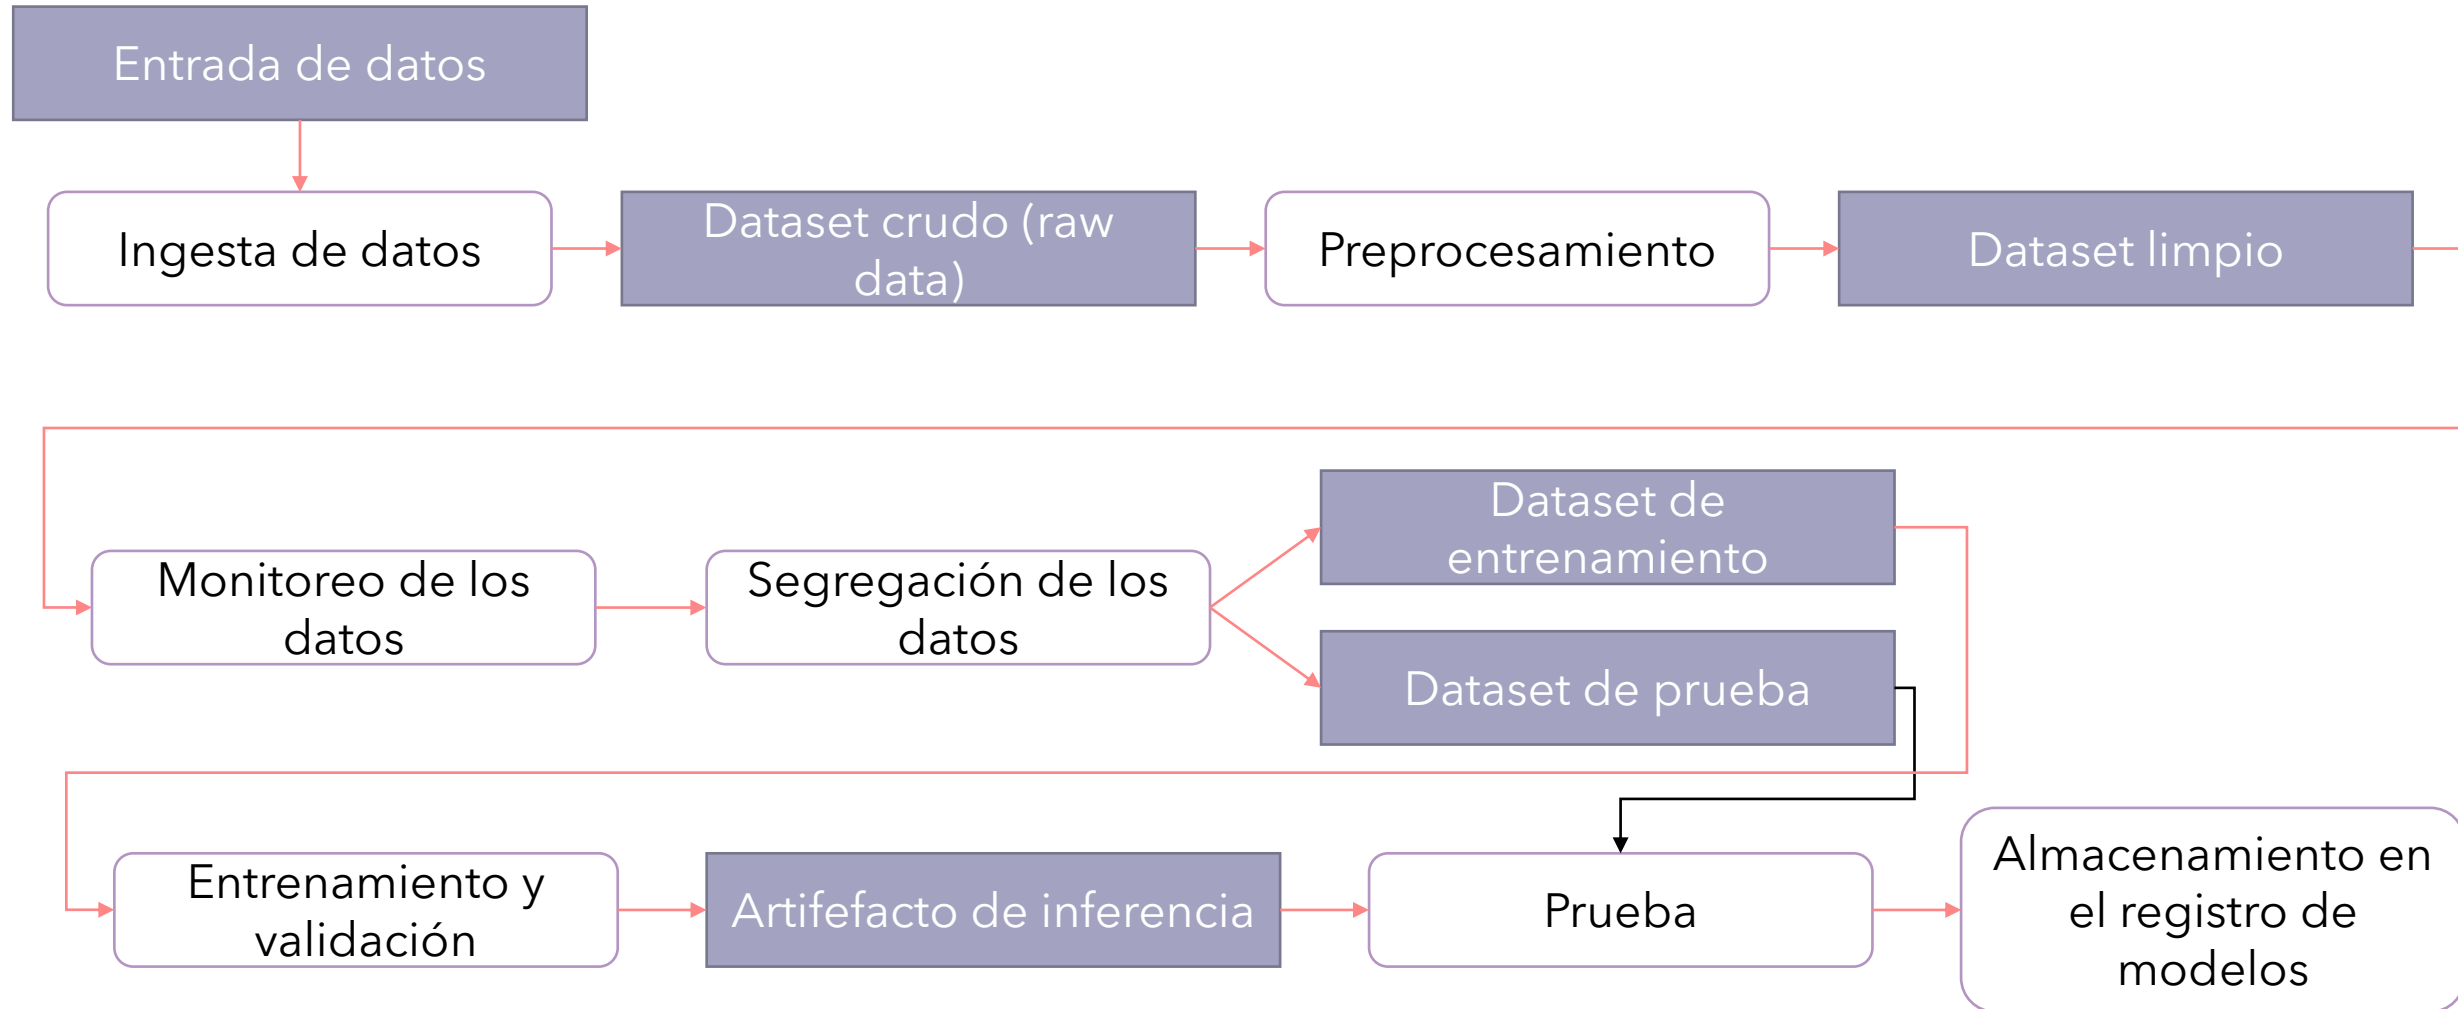 Entrada de datos
Ingesta de datos
Dataset crudo (raw
data)
Preprocesamiento
Dataset limpio
Monitoreo de los
datos
Segregación de los
datos
Dataset de
entrenamiento
Dataset de prueba
Entrenamiento y
validación
Artifefacto de inferencia
Prueba
Almacenamiento en
el registro de
modelos